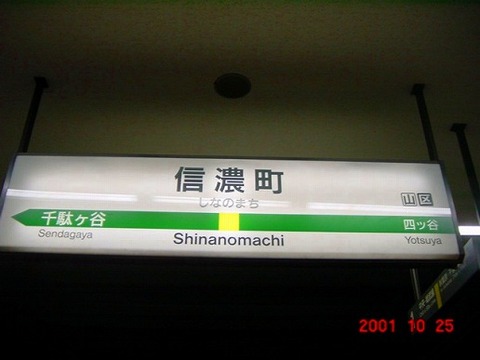 信濃町
しなのまち
山区
千駄ヶ谷
四ッ谷
Sendagaya
Shinanomachi
Yotsuya
2001 10 25